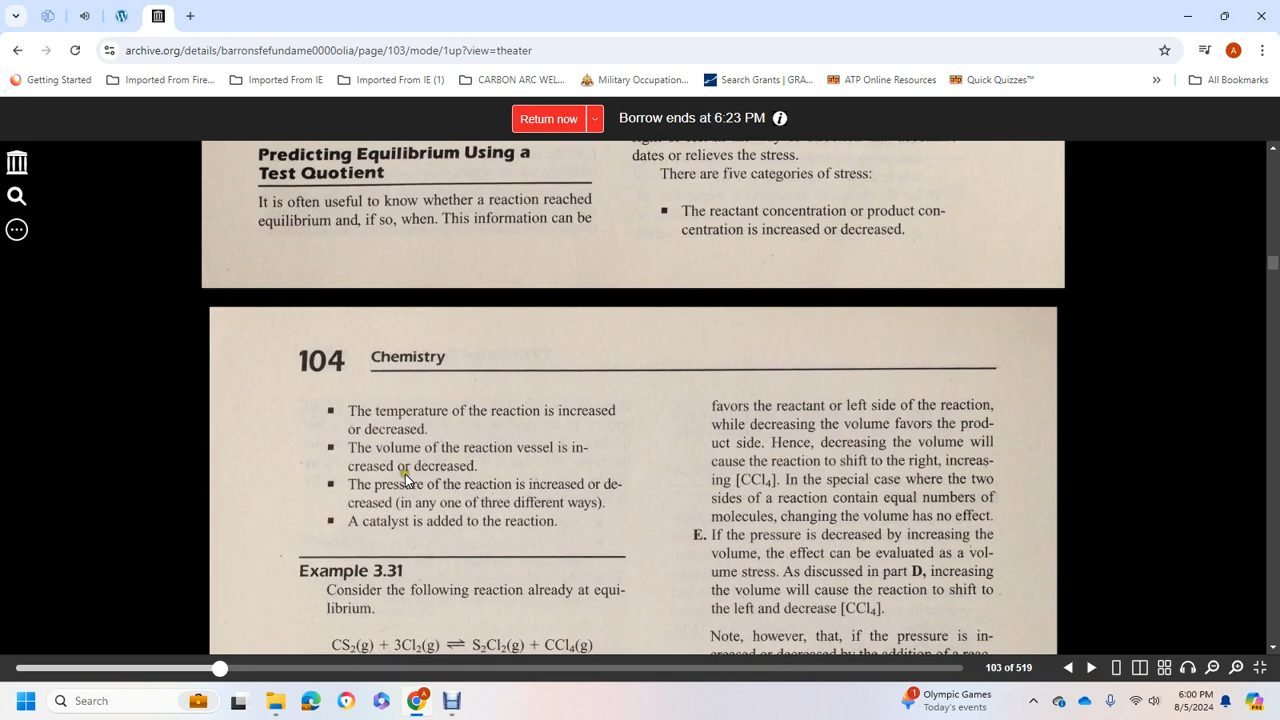 archive.org/details/barronsfefundame0000olia/page/103/mode/1up?view=theater
A
Getting Started
Imported From Fire...
Imported From IE
Imported From IE (1)
CARBON ARC WEL...
Military Occupation...
Search Grants | GRA...
ATP Online Resources
Quick Quizzes™
All Bookmarks
Return now
Borrow ends at 6:23 PM
Predicting Equilibrium Using a
Test Quotient
It is often useful to know whether a reaction reached
equilibrium and, if so, when. This information can be
dates or relieves the stress.
There are five categories of stress:
■ The reactant concentration or product con-
centration is increased or decreased.
104 Chemistry
■ The temperature of the reaction is increased
or decreased.
■ The volume of the reaction vessel is in-
creased or decreased.
■ The pressure of the reaction is increased or de-
creased (in any one of three different ways).
■ A catalyst is added to the reaction.
Example 3.31
Consider the following reaction already at equi-
librium.
CS₂(g) + 3Cl₂(g) ⇌ S₂Cl₂(g) + CCl₄(g)
favors the reactant or left side of the reaction,
while decreasing the volume favors the prod-
uct side. Hence, decreasing the volume will
cause the reaction to shift to the right, increas-
ing [CCl₄]. In the special case where the two
sides of a reaction contain equal numbers of
molecules, changing the volume has no effect.
E. If the pressure is decreased by increasing the
volume, the effect can be evaluated as a vol-
ume stress. As discussed in part D, increasing
the volume will cause the reaction to shift to
the left and decrease [CCl₄].
Note, however, that, if the pressure is in-
103 of 519
Search
Olympic Games
Today's events
6:00 PM
8/5/2024